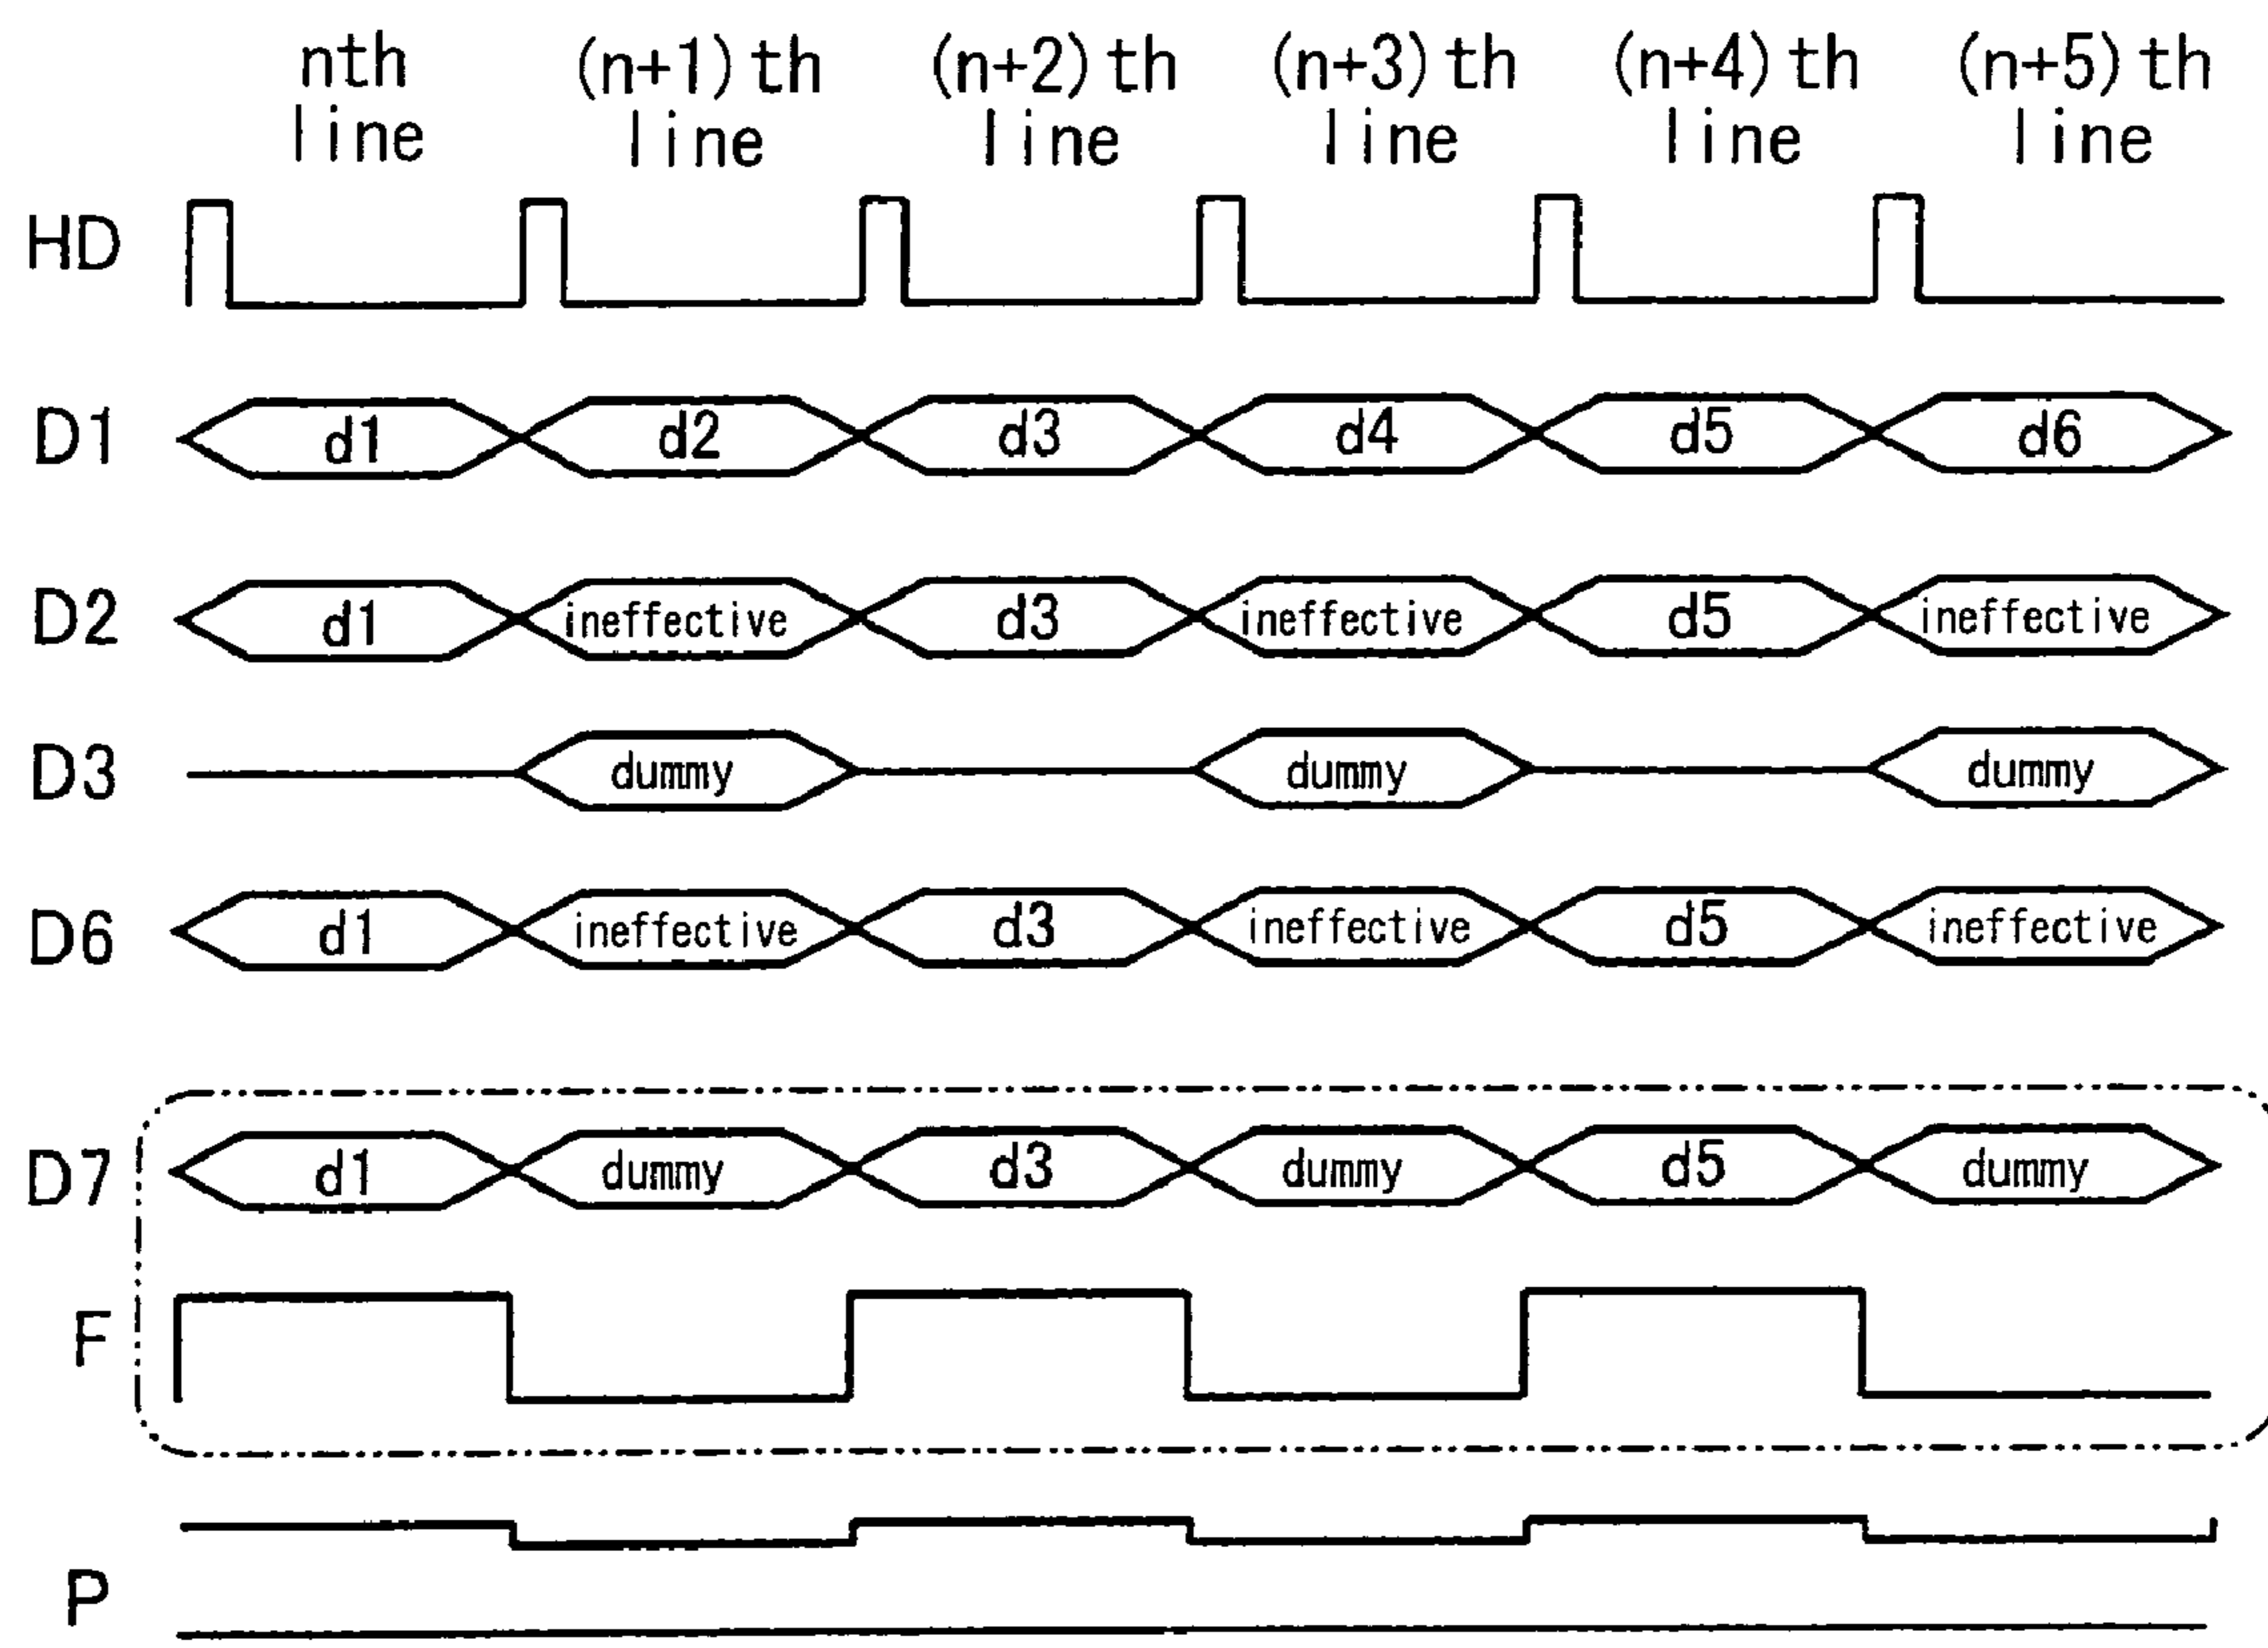 nth (n+1)th (n+2)th (n+3)th (n+4)th (n+5)th
line line line line line line
HD
D1 d1 d2 d3 d4 d5 d6
D2 d1 ineffective d3 ineffective d5 ineffective
D3 dummy dummy dummy
D6 d1 ineffective d3 ineffective d5 ineffective
D7 d1 dummy d3 dummy d5 dummy
F
P